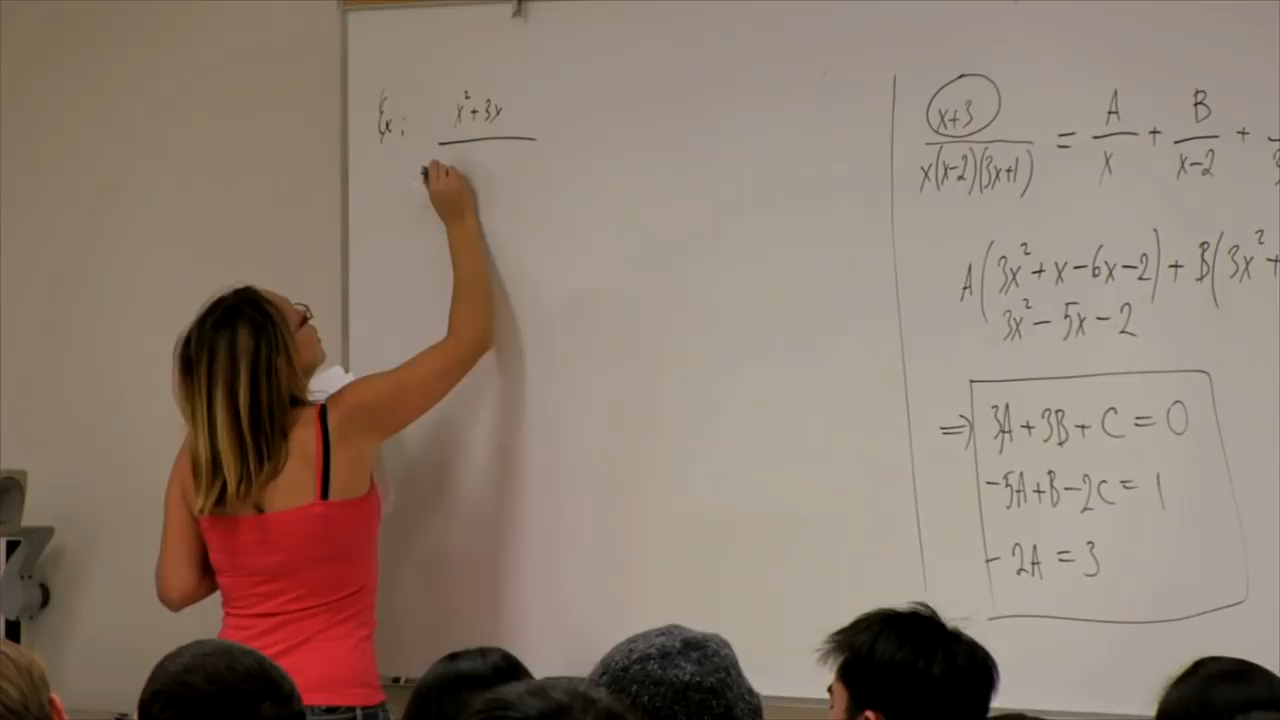 Ex: x² + 3x
x+3 / x(x-2)(3x+1) = A / x + B / x-2 +
A(3x² + x - 6x - 2) + B(3x² +
3x² - 5x - 2
⇒ 3A + 3B + C = 0
-5A + B - 2C = 1
-2A = 3